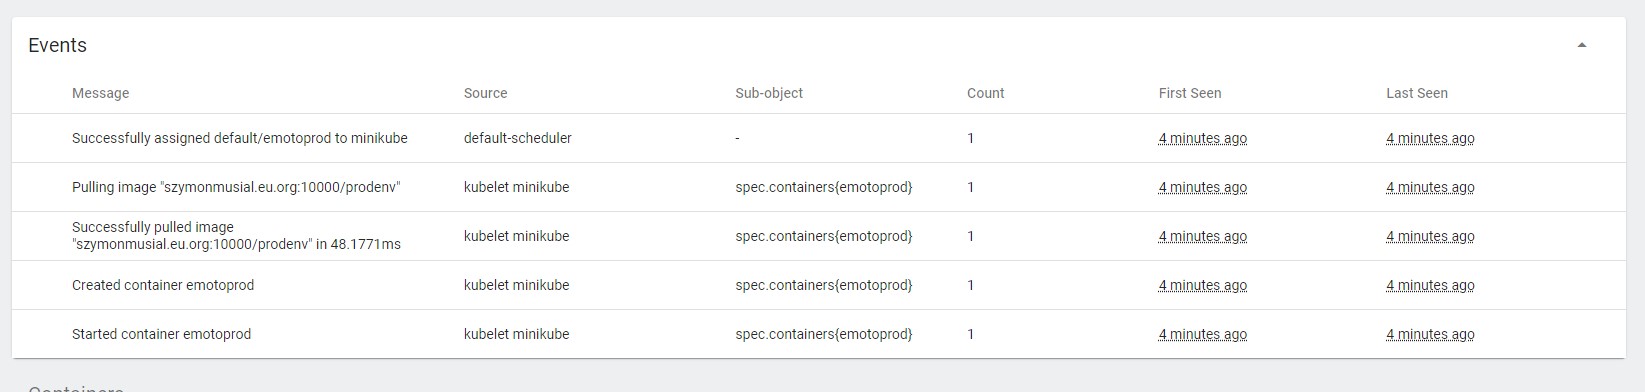 Events
Message Source Sub-object Count First Seen Last Seen
Successfully assigned default/emotoprod to minikube default-scheduler - 1 4 minutes ago 4 minutes ago
Pulling image "szymonmusial.eu.org:10000/prodenv" kubelet minikube spec.containers{emotoprod} 1 4 minutes ago 4 minutes ago
Successfully pulled image
"szymonmusial.eu.org:10000/prodenv" in 48.1771ms kubelet minikube spec.containers{emotoprod} 1 4 minutes ago 4 minutes ago
Created container emotoprod kubelet minikube spec.containers{emotoprod} 1 4 minutes ago 4 minutes ago
Started container emotoprod kubelet minikube spec.containers{emotoprod} 1 4 minutes ago 4 minutes ago
Containers